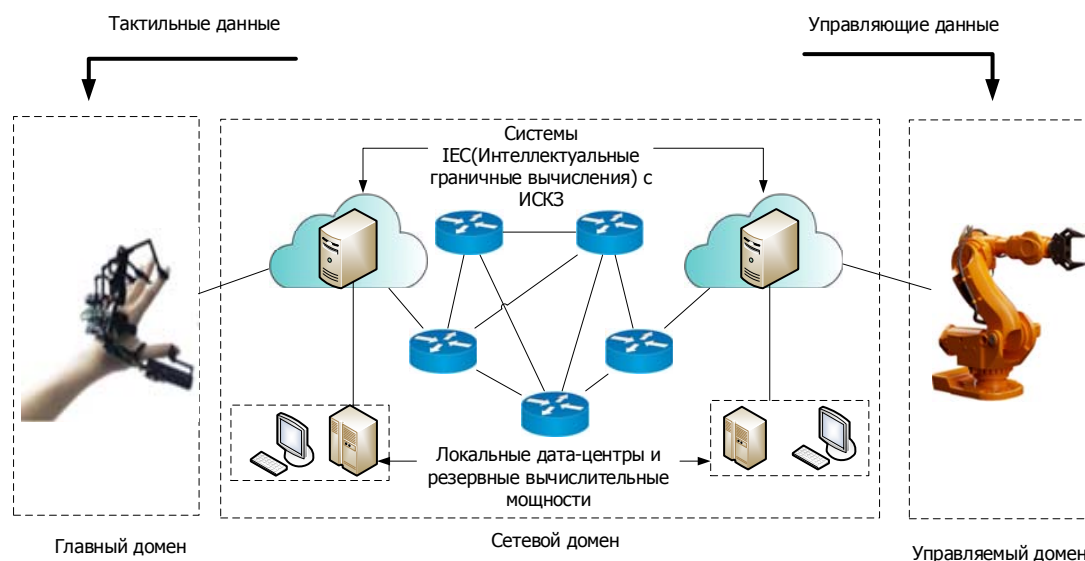 Тактильные данные
Управляющие данные
Системы
IEC(Интеллектуальные
граничные вычисления) с
ИСКЗ
Локальные дата-центры и
резервные вычислительные
мощности
Главный домен
Сетевой домен
Управляемый домен